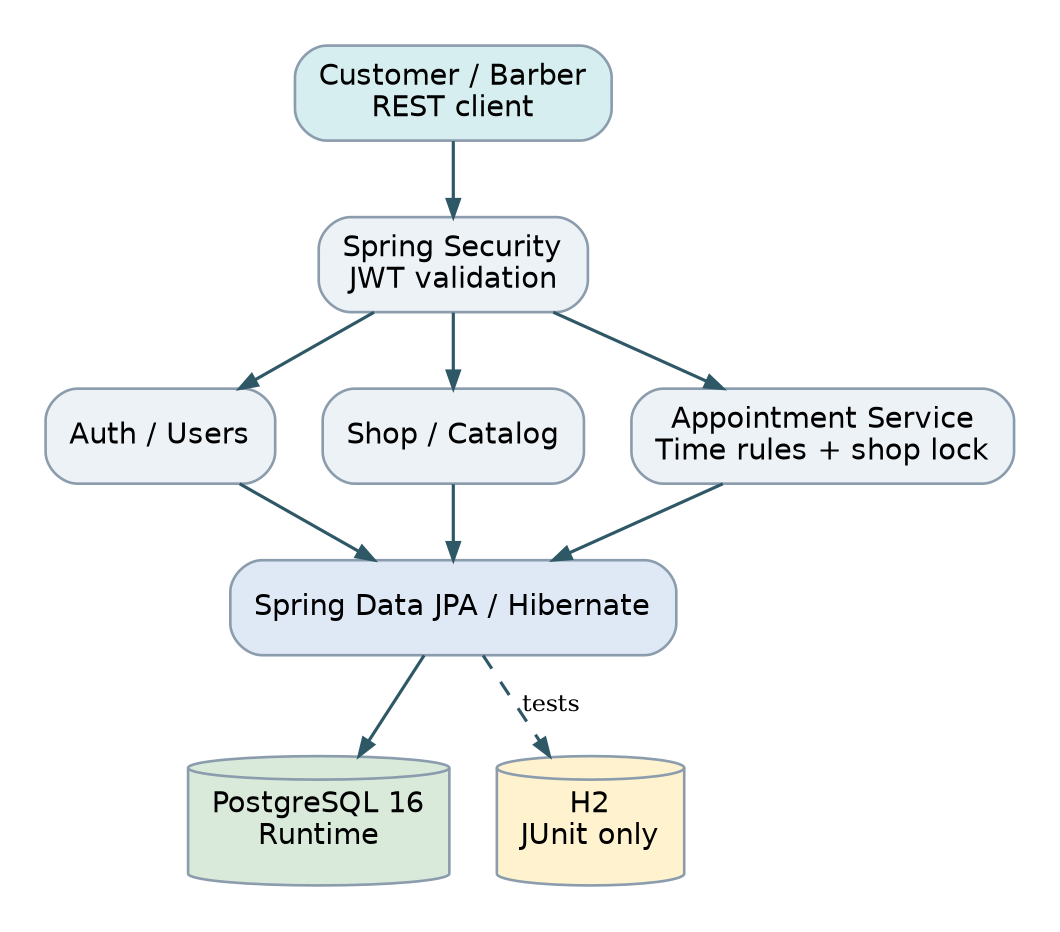 Customer / Barber
REST client
Spring Security
JWT validation
Auth / Users
Shop / Catalog
Appointment Service
Time rules + shop lock
Spring Data JPA / Hibernate
tests
PostgreSQL 16
Runtime
H2
JUnit only